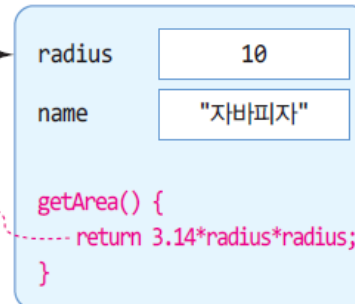 radius 10
name "자바피자"
getArea() {
return 3.14*radius*radius;
}